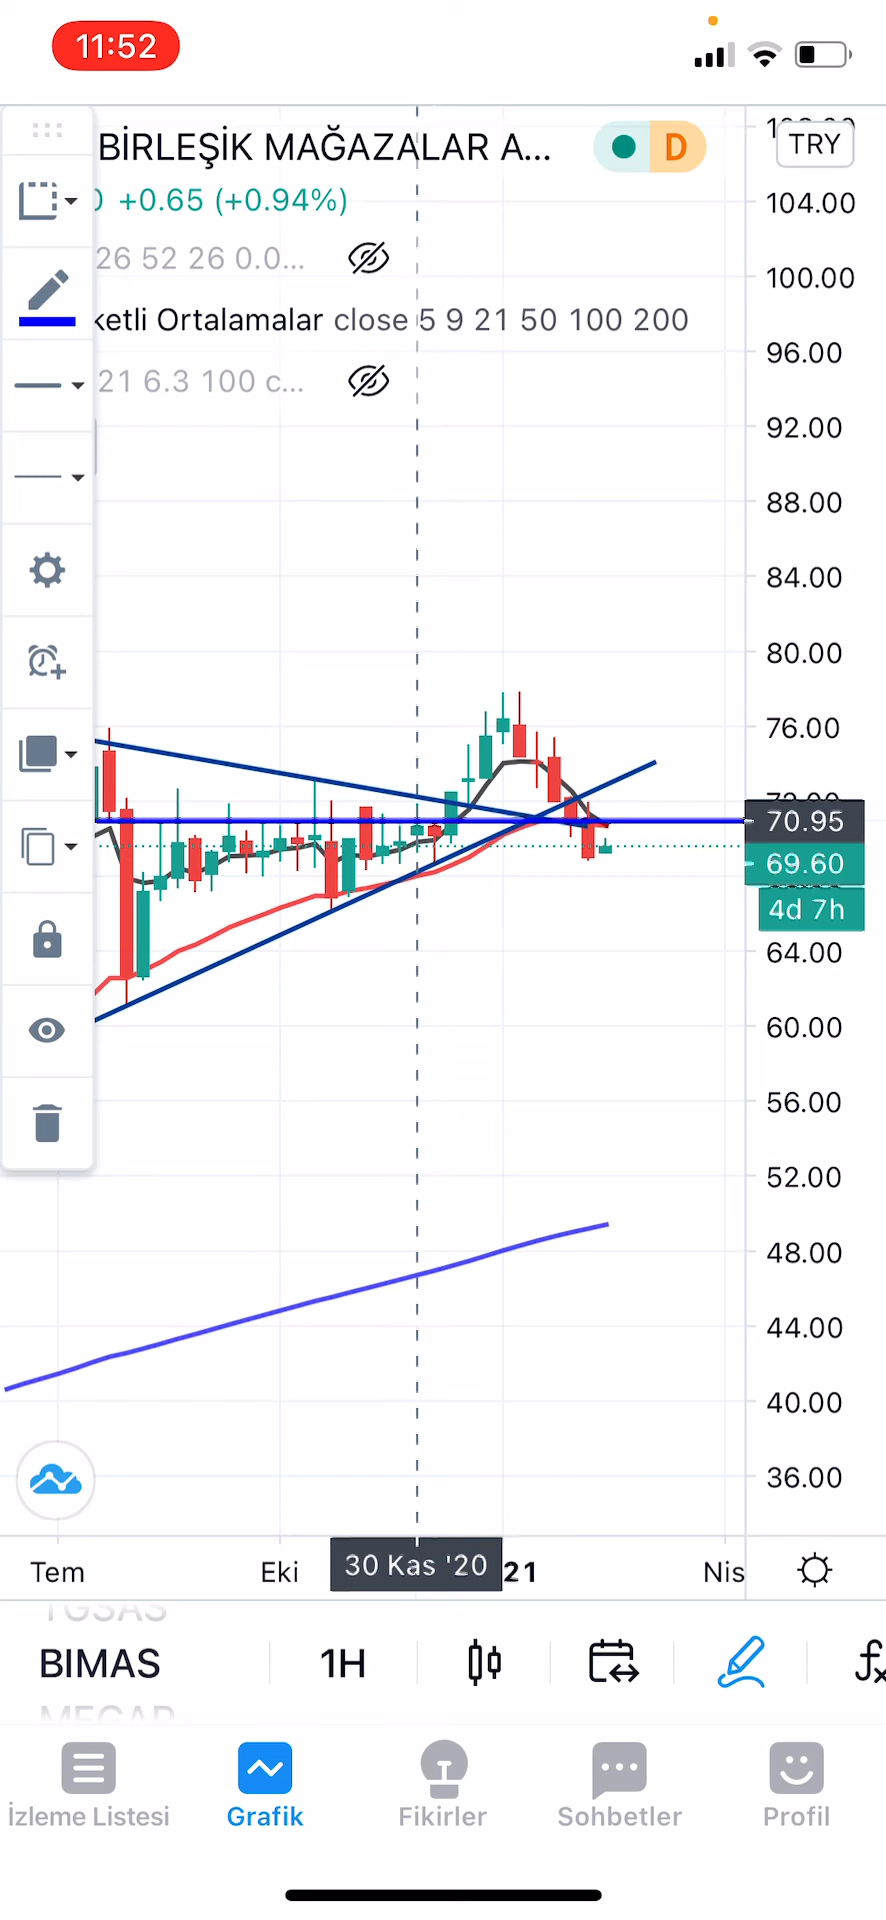 11:52
BİRLEŞİK MAĞAZALAR A... D
TRY
+0.65 (+0.94%)
104.00
26 52 26 0.0...
100.00
ketli Ortalamalar close 5 9 21 50 100 200
96.00
21 6.3 100 c...
92.00
88.00
84.00
80.00
76.00
70.95
69.60
4d 7h
64.00
60.00
56.00
52.00
48.00
44.00
40.00
36.00
Tem Eki 30 Kas '20 21 Nis
TGSAS
BIMAS 1H
İzleme Listesi Grafik Fikirler Sohbetler Profil